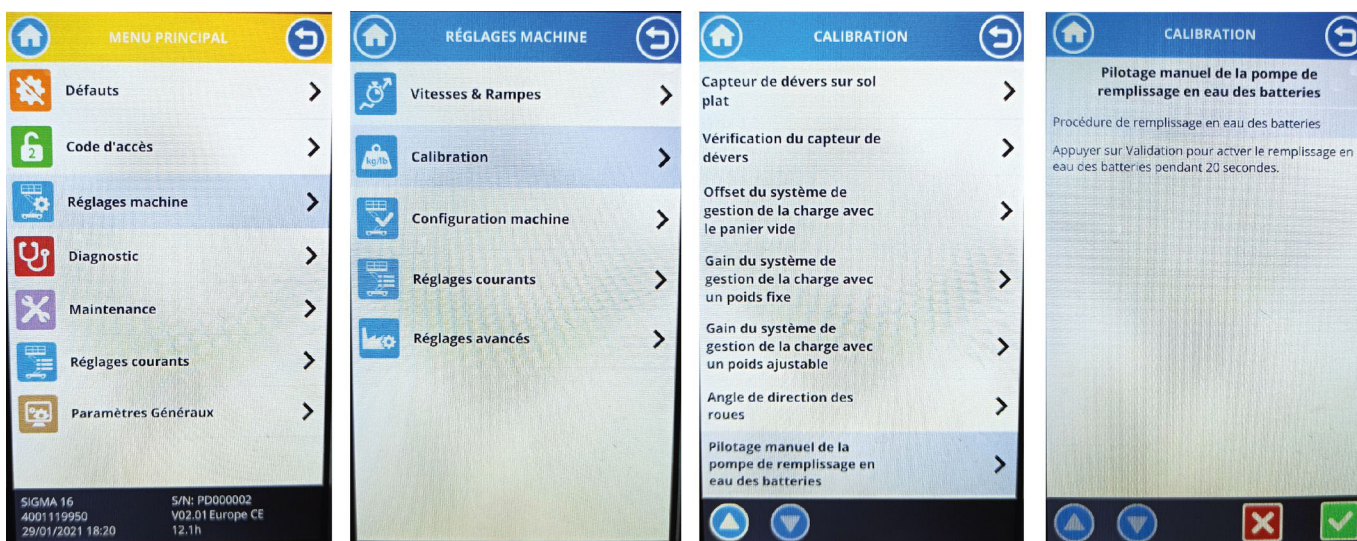 MENU PRINCIPAL
Défauts
2
Code d'accès
Réglages machine
Diagnostic
Maintenance
Réglages courants
Paramètres Généraux
SIGMA 16
4001119950
29/01/2021 18:20
S/N: PD000002
V02.01 Europe CE
12.1h
RÉGLAGES MACHINE
Vitesses & Rampes
kg/lb
Calibration
Configuration machine
Réglages courants
Réglages avancés
CALIBRATION
Capteur de dévers sur sol
plat
Vérification du capteur de
dévers
Offset du système de
gestion de la charge avec
le panier vide
Gain du système de
gestion de la charge avec
un poids fixe
Gain du système de
gestion de la charge avec
un poids ajustable
Angle de direction des
roues
Pilotage manuel de la
pompe de remplissage en
eau des batteries
CALIBRATION
Pilotage manuel de la pompe de
remplissage en eau des batteries
Procédure de remplissage en eau des batteries
Appuyer sur Validation pour actver le remplissage en
eau des batteries pendant 20 secondes.